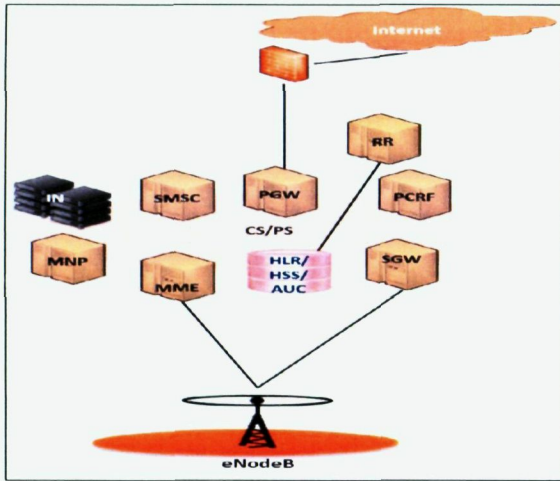 Internet
RR
IN
SMSC
PGW
PCRF
CS/PS
MNP
MME
HLR/
HSS/
AUC
SGW
eNodeB